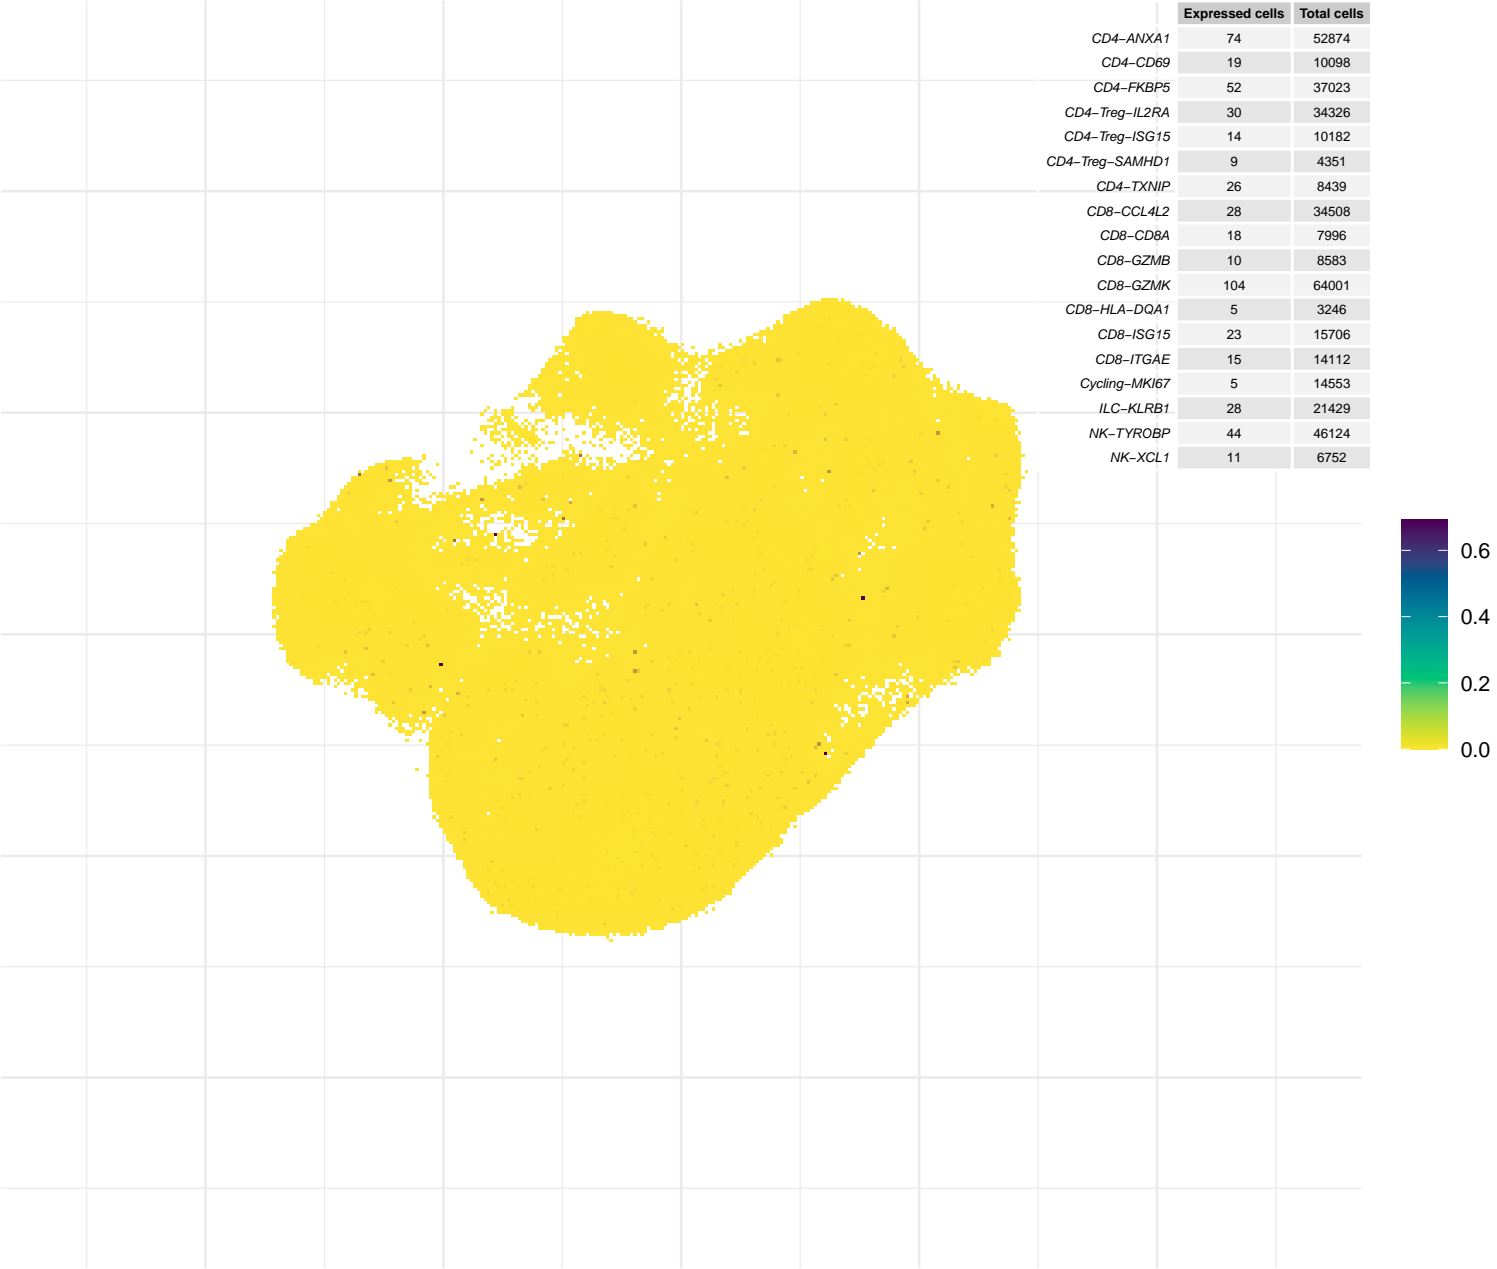 Expressed cells Total cells
CD4−ANXA1 74 52874
CD4−CD69 19 10098
CD4−FKBP5 52 37023
CD4−Treg−IL2RA 30 34326
CD4−Treg−ISG15 14 10182
CD4−Treg−SAMHD1 9 4351
CD4−TXNIP 26 8439
CD8−CCL4L2 28 34508
CD8−CD8A 18 7996
CD8−GZMB 10 8583
CD8−GZMK 104 64001
CD8−HLA−DQA1 5 3246
CD8−ISG15 23 15706
CD8−ITGAE 15 14112
Cycling−MKI67 5 14553
ILC−KLRB1 28 21429
NK−TYROBP 44 46124
NK−XCL1 11 6752
0.6
0.4
0.2
0.0